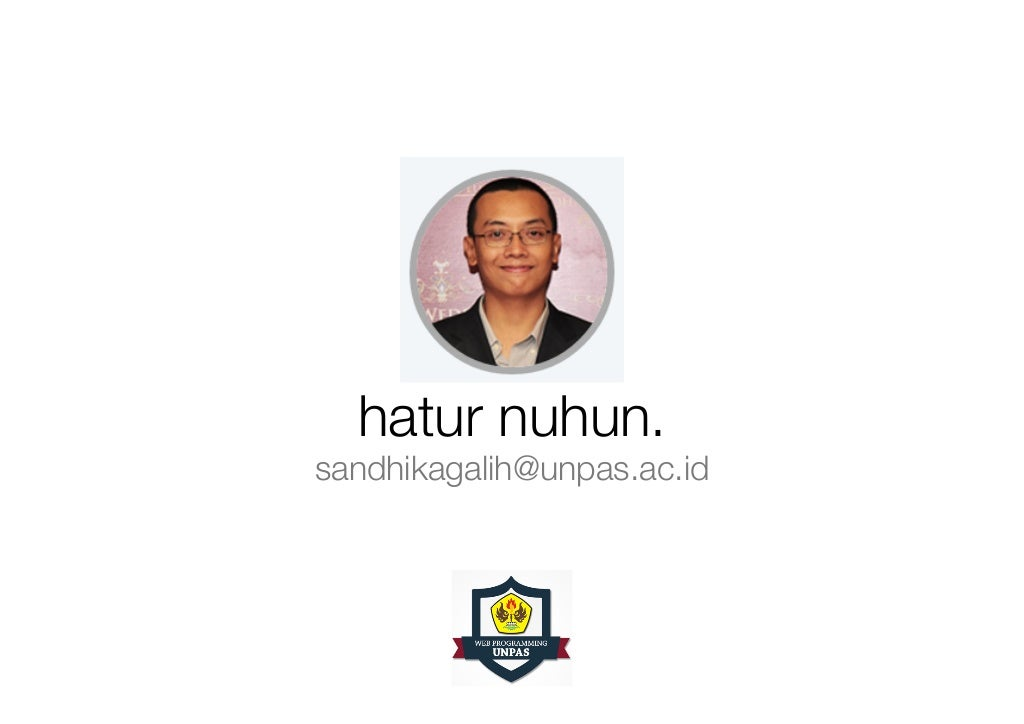 hatur nuhun.
sandhikagalih@unpas.ac.id
WEB PROGRAMMING
UNPAS